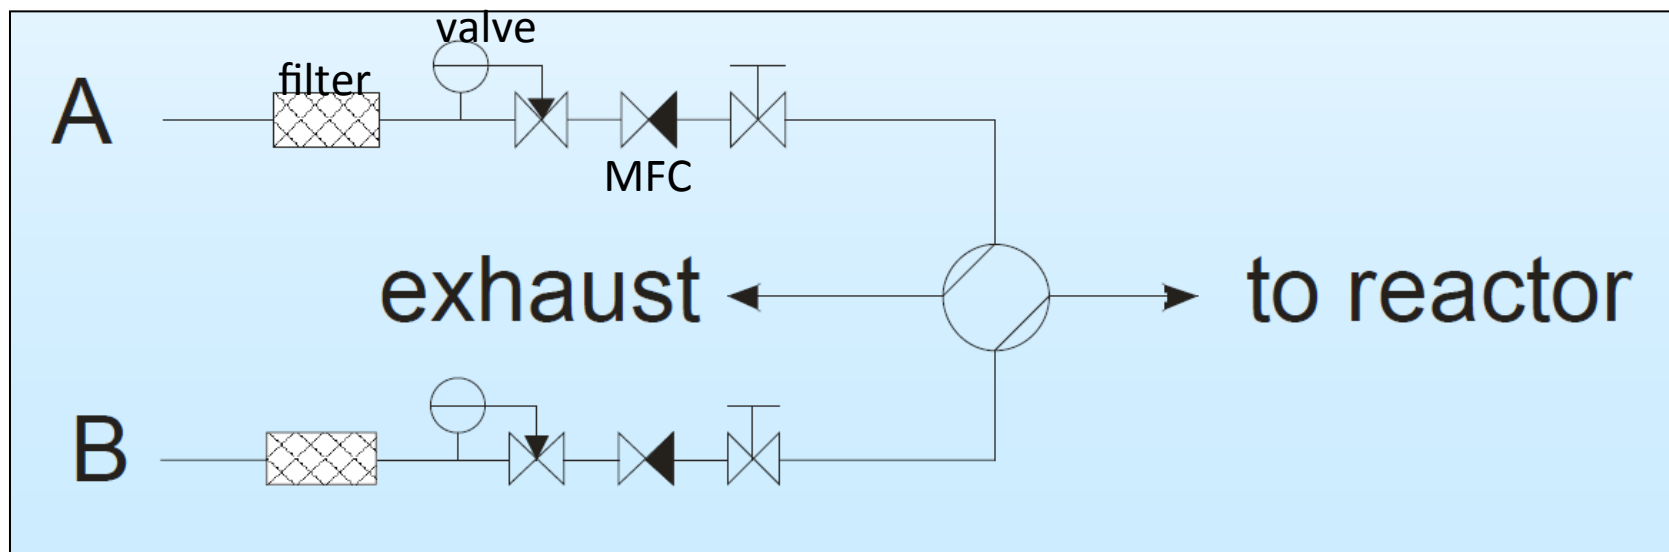 valve
filter
A
MFC
exhaust
to reactor
B